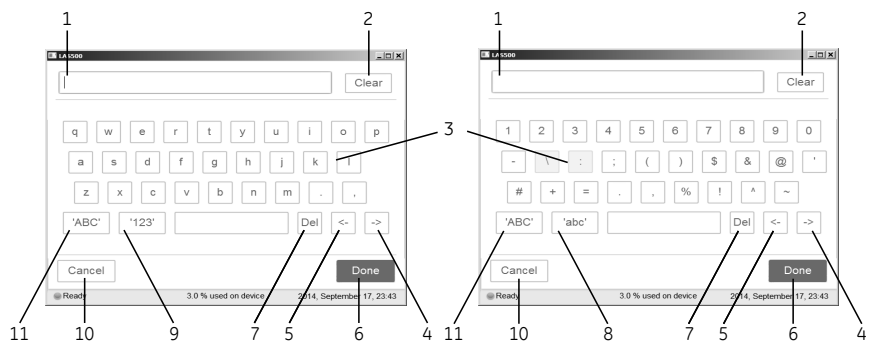 1 2 1 2
LAS500 LAS500
Clear Clear
q w e r t y u i o p 1 2 3 4 5 6 7 8 9 0
3
a s d f g h j k l - \ : ; ( ) $ & @ '
z x c v b n m . , # + = . , % ! ^ ~
'ABC' '123' Del <- -> 'ABC' 'abc' Del <- ->
Cancel Done Cancel Done
Ready 3.0 % used on device 2014, September 17, 23:43 Ready 3.0 % used on device 2014, September 17, 23:43
11 10 9 7 5 6 4 11 10 8 7 5 6 4